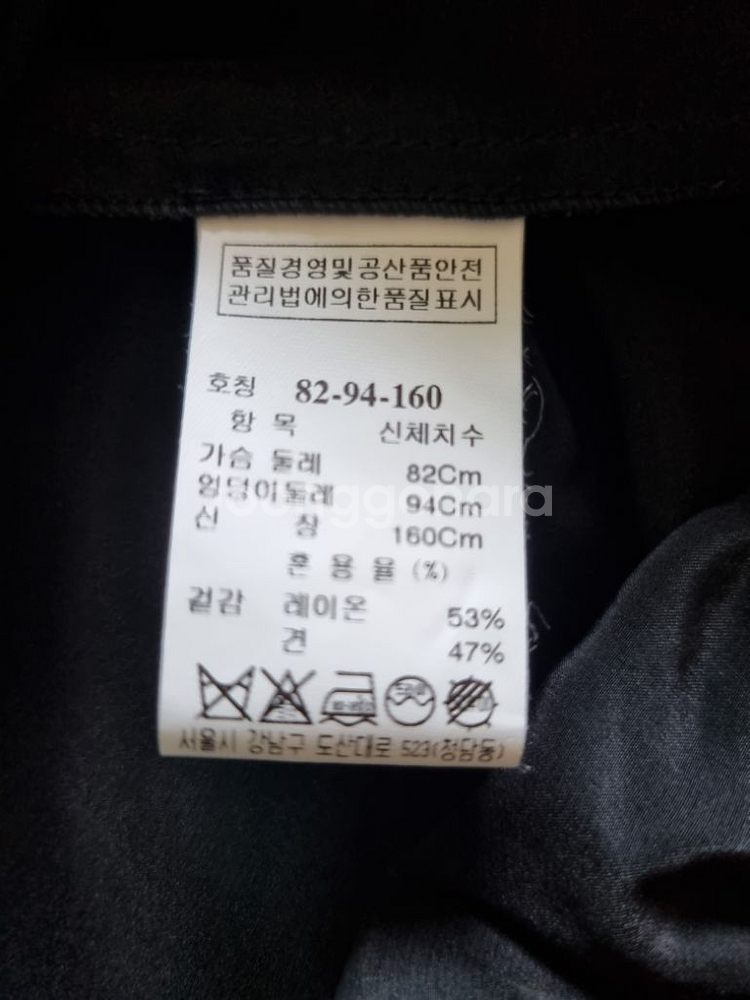 품질경영및공산품안전
관리법에의한품질표시
호칭 82-94-160
항 목 신체치수
가슴 둘레 82Cm
엉덩이둘레 94Cm
신 장 160Cm
혼 용 율 (%)
겉감 레이온 53%
견 47%
서울시 강남구 도산대로 523(청담동)